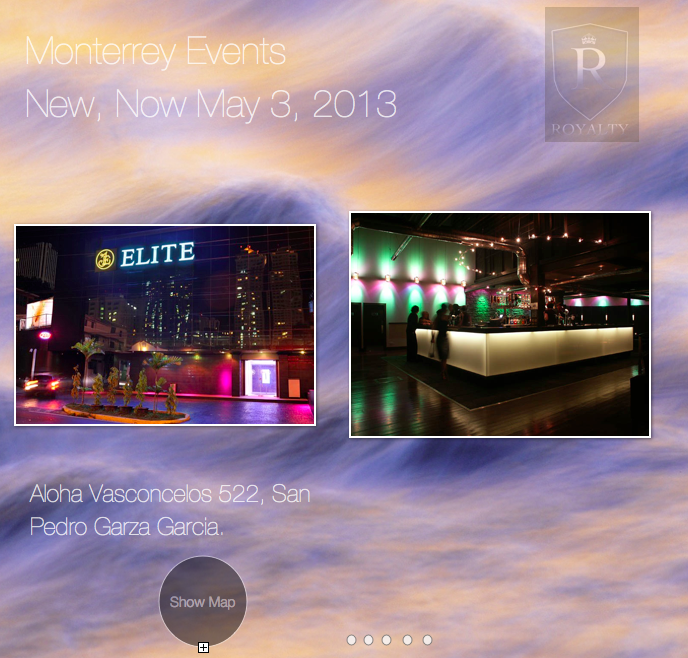 Monterrey Events
New, Now May 3, 2013
R
ROYALTY
ELITE
Aloha Vasconcelos 522, San
Pedro Garza Garcia.
Show Map